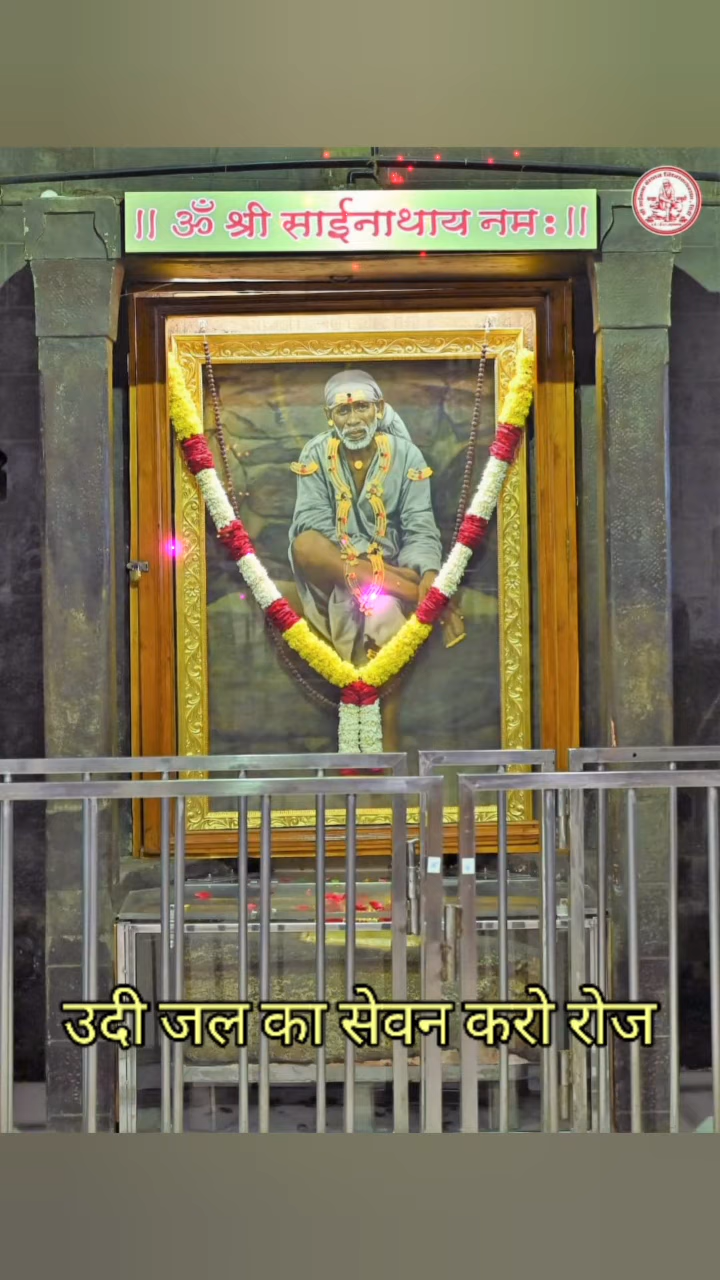 || ॐ श्री साईनाथाय नमः ||
उदी जल का सेवन करो रोज